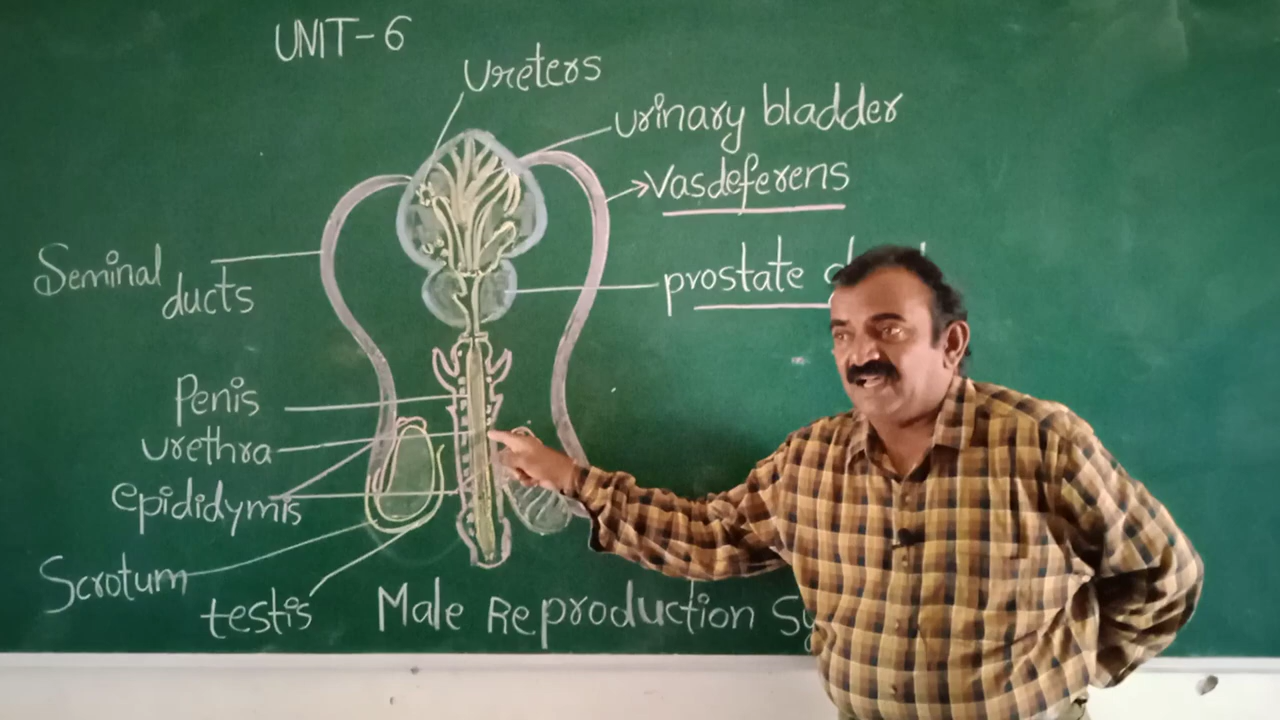 UNIT-6
Ureters
urinary bladder
Vasdeferens
Seminal
ducts
prostate
Penis
urethra
epididymis
Scrotum
testis
Male Reproduction